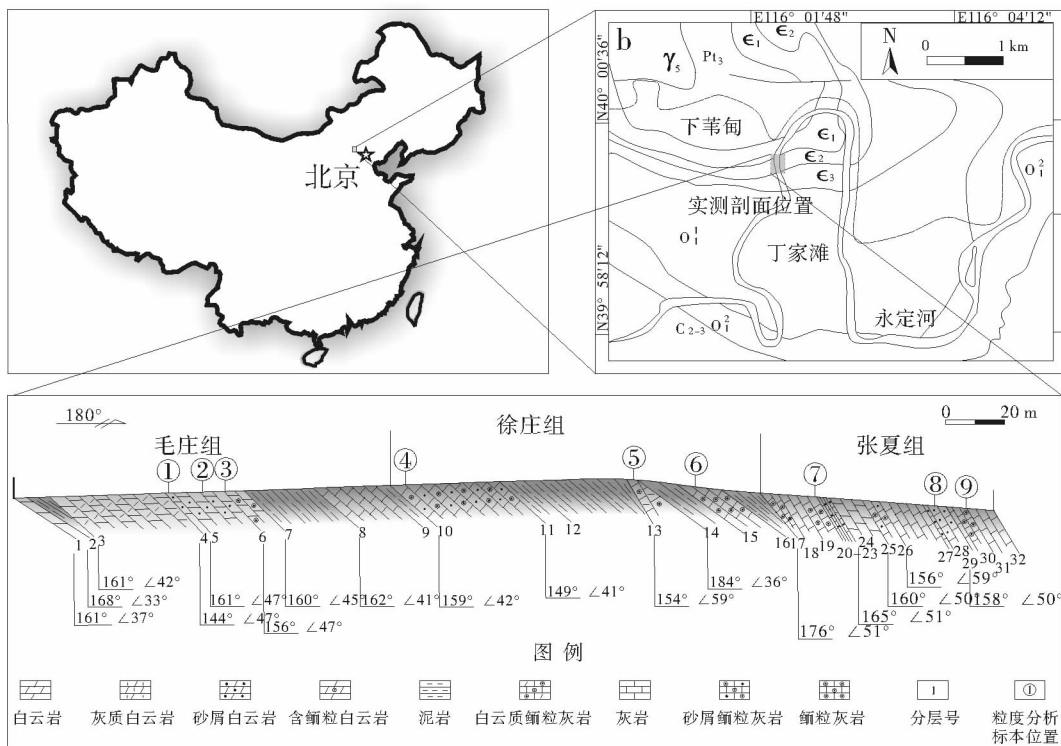 北京
E116° 01′48″
E116° 04′12″
N40° 00′36″
N39° 58′12″
b
N
0 1 km
γ5
Pt3
ϵ1
ϵ2
下苇甸
ϵ1
ϵ2
ϵ3
O1^2
实测剖面位置
O1^1
丁家滩
永定河
C2-3
O1^2
180°
0 20 m
毛庄组
徐庄组
张夏组
① ② ③ ④ ⑤ ⑥ ⑦ ⑧ ⑨
1 2 3 4 5 6 7 8 9 10 11 12 13 14 15 16 17 18 19 20-23 24 25 26 27 28 29 30 31 32
161° ∠42°
168° ∠33°
161° ∠37°
161° ∠47°
144° ∠47°
156° ∠47°
160° ∠45°
162° ∠41°
159° ∠42°
149° ∠41°
154° ∠59°
184° ∠36°
176° ∠51°
165° ∠51°
160° ∠50°
156° ∠59°
158° ∠50°
图 例
白云岩 灰质白云岩 砂屑白云岩 含鲕粒白云岩 泥岩 白云质鲕粒灰岩 灰岩 砂屑鲕粒灰岩 鲕粒灰岩
1
分层号
①
粒度分析
标本位置